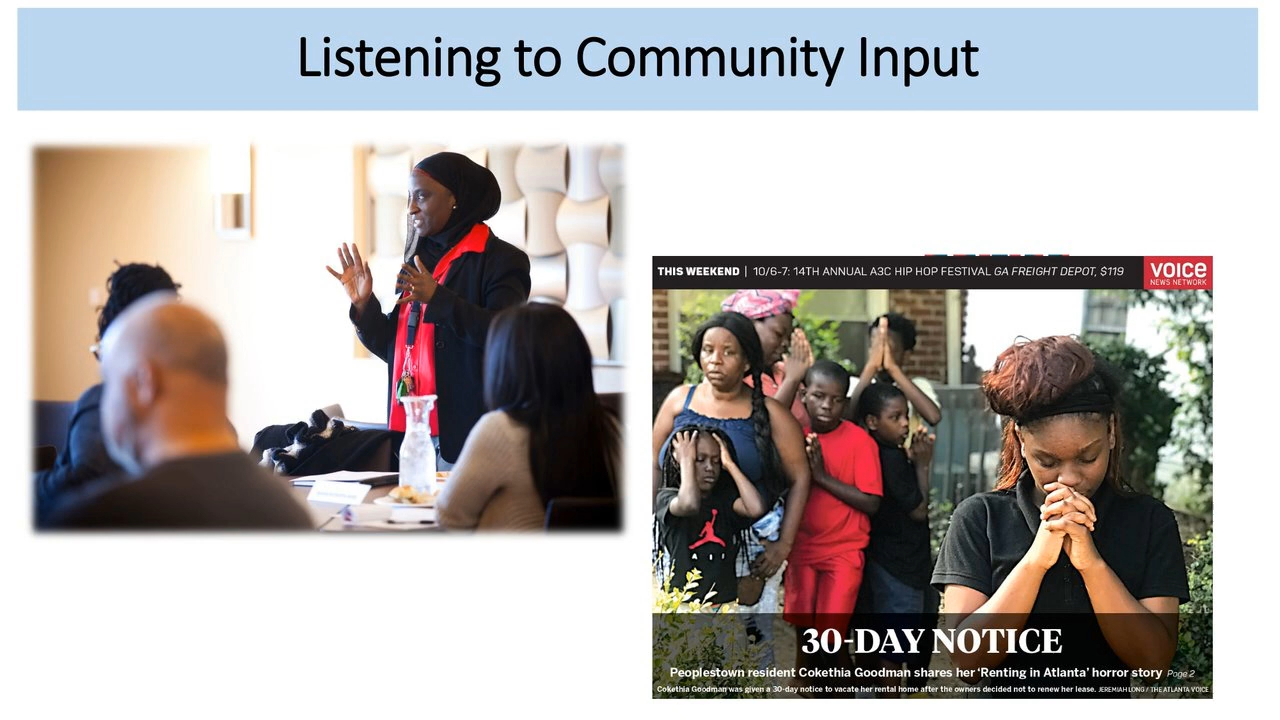 Listening to Community Input
THIS WEEKEND | 10/6-7: 14TH ANNUAL A3C HIP HOP FESTIVAL GA FREIGHT DEPOT, $119
VOICE
NEWS NETWORK
30-DAY NOTICE
Peoplestown resident Cokethia Goodman shares her ‘Renting in Atlanta’ horror story Page 2
Cokethia Goodman was given a 30-day notice to vacate her rental home after the owners decided not to renew her lease. JEREMIAH LONG / THE ATLANTA VOICE